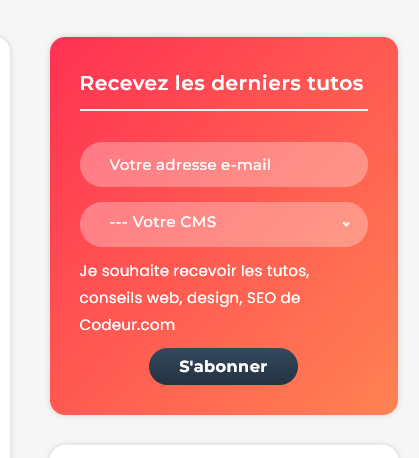 Recevez les derniers tutos
Votre adresse e-mail
--- Votre CMS
Je souhaite recevoir les tutos,
conseils web, design, SEO de
Codeur.com
S'abonner